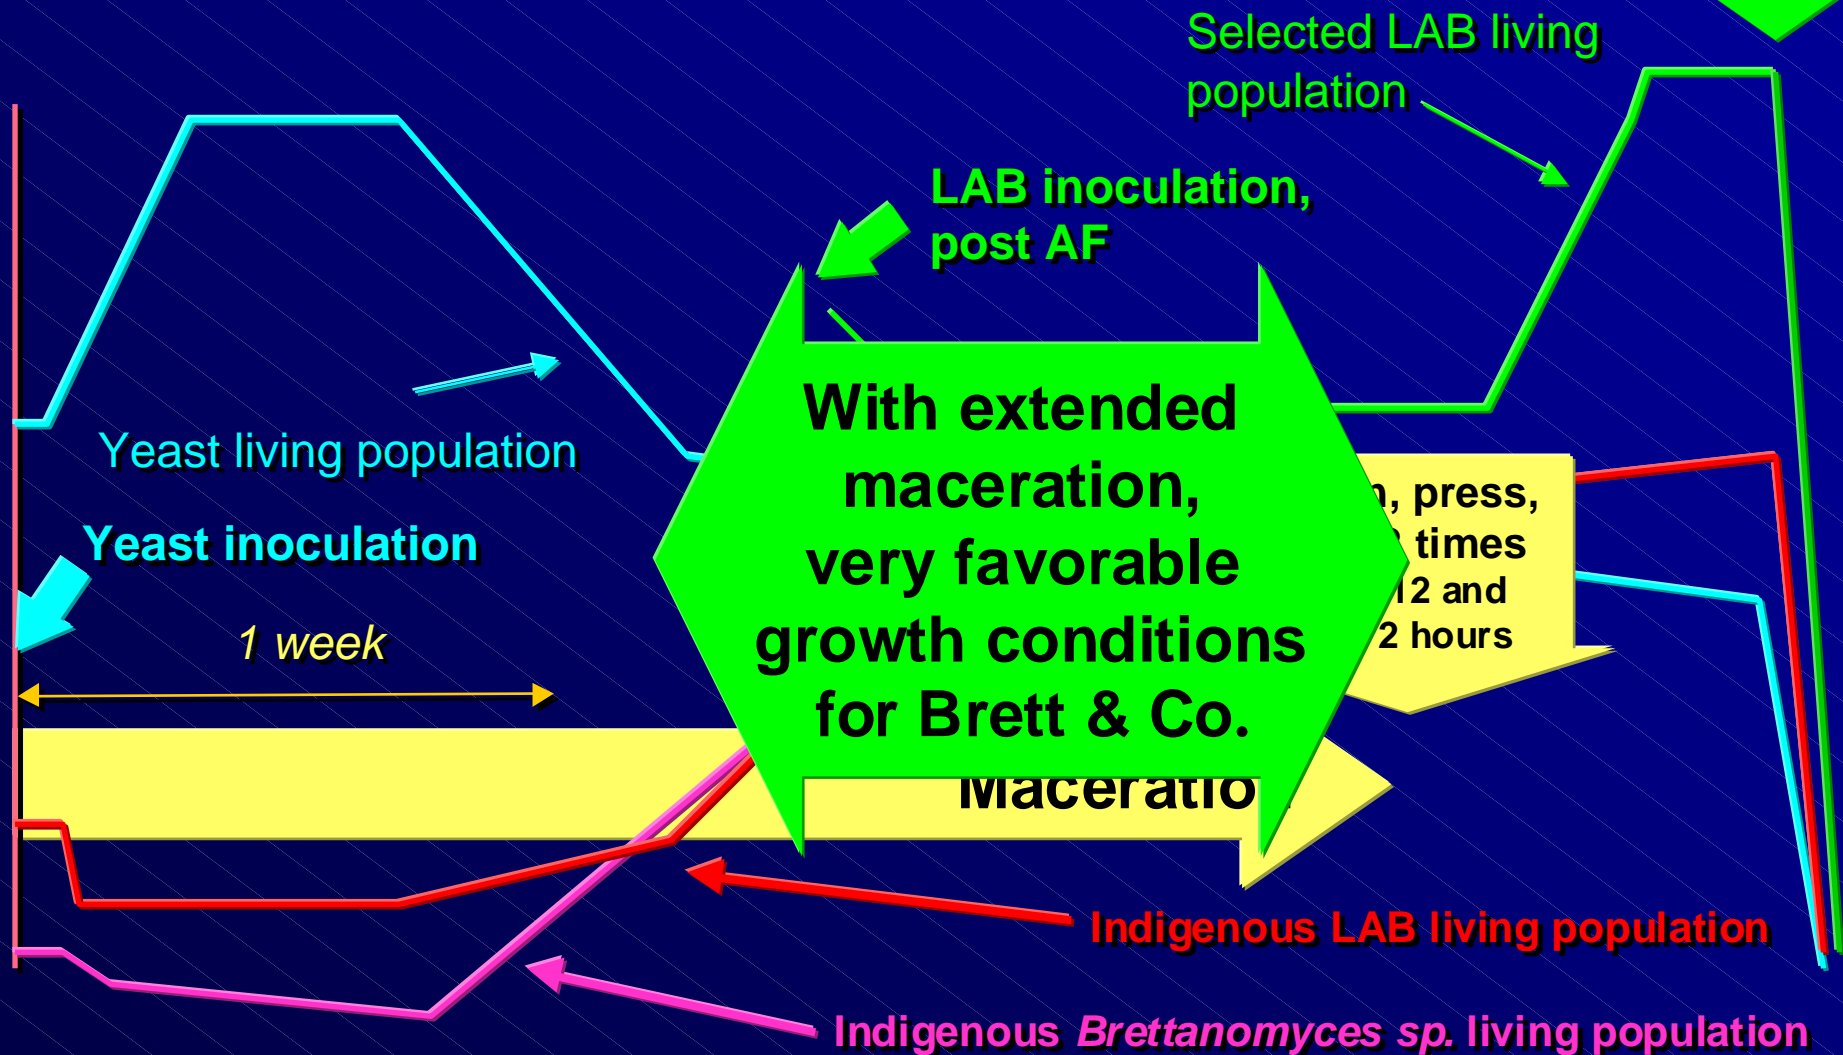 Selected LAB living
population
LAB inoculation,
post AF
With extended
maceration,
very favorable
growth conditions
for Brett & Co.
press,
times
12 and
2 hours
Yeast living population
Yeast inoculation
1 week
Indigenous LAB living population
Indigenous Brettanomyces sp. living population